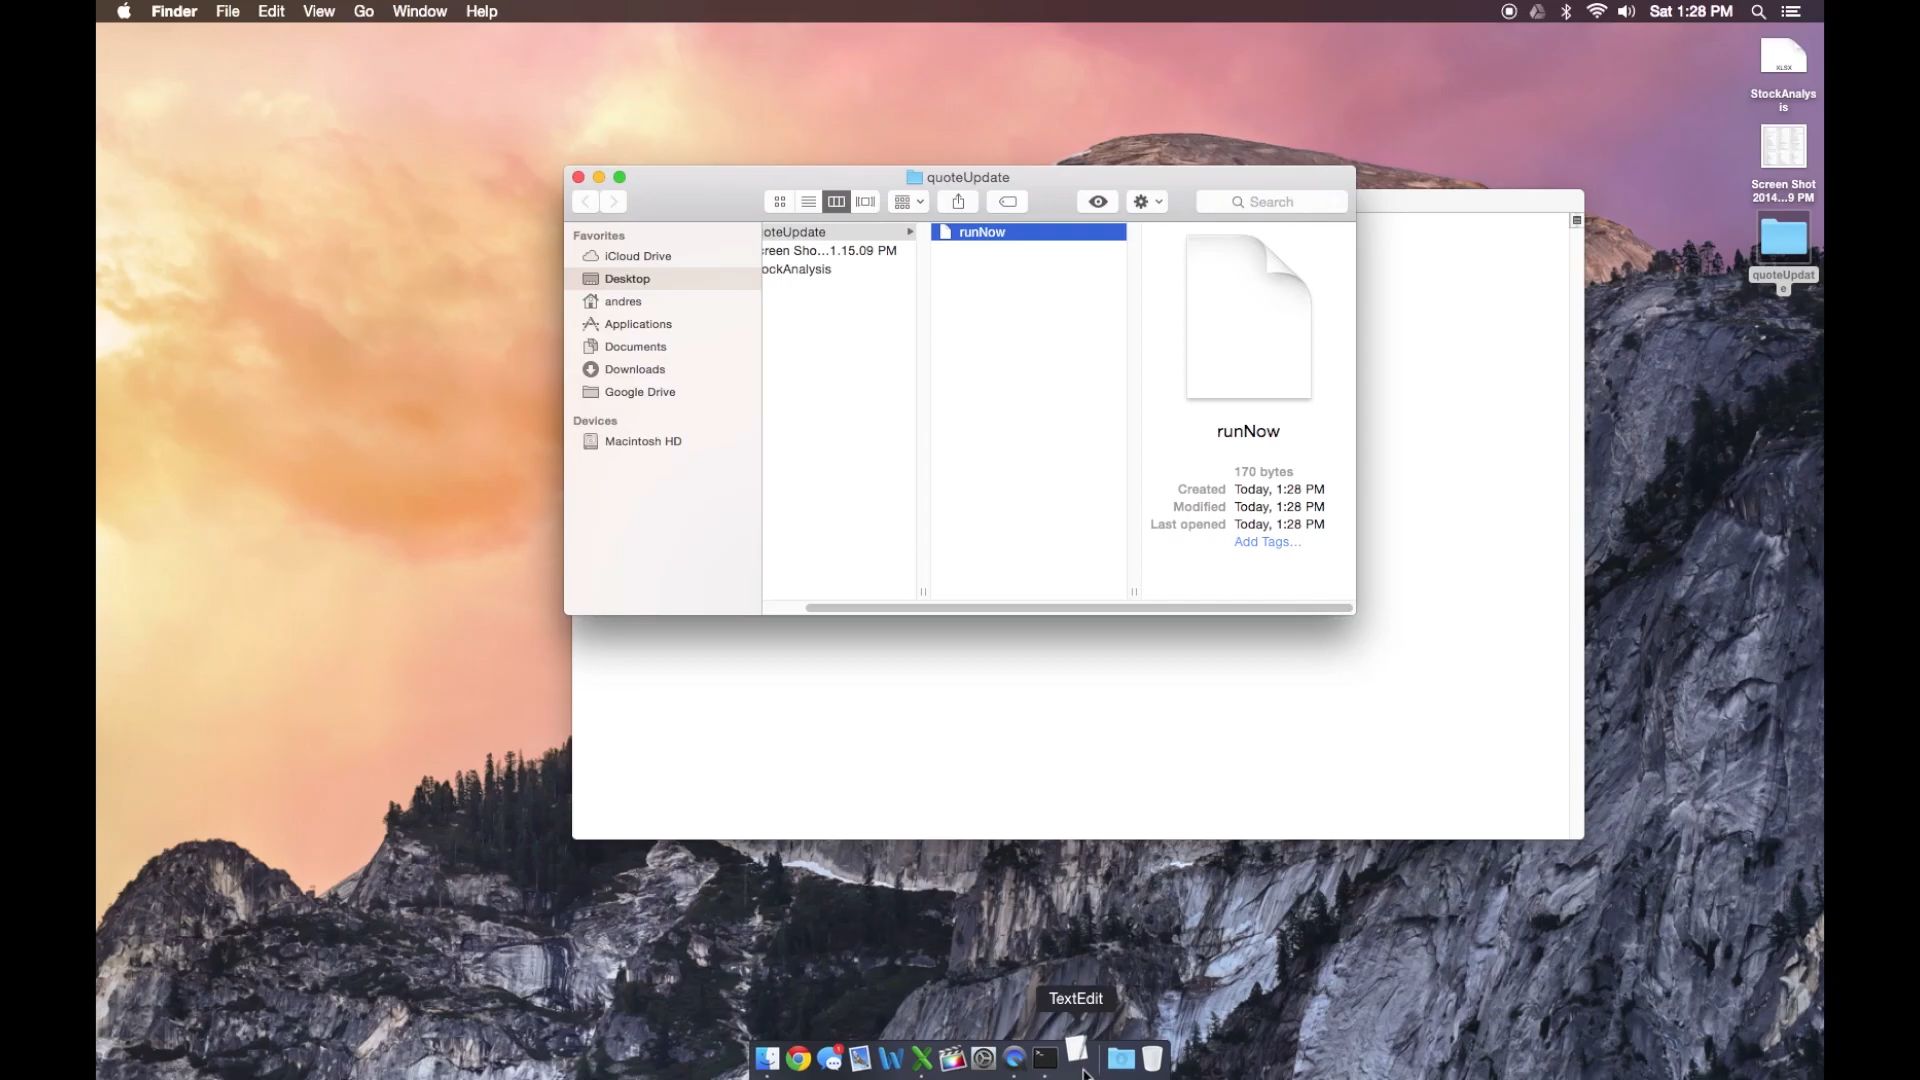 Finder File Edit View Go Window Help
Sat 1:28 PM
XLSX
StockAnalys
is
Screen Shot
2014...9 PM
quoteUpdat
e
quoteUpdate
Search
Favorites
iCloud Drive
Desktop
andres
Applications
Documents
Downloads
Google Drive
Devices
Macintosh HD
oteUpdate
creen Sho...1.15.09 PM
ockAnalysis
runNow
runNow
170 bytes
Created Today, 1:28 PM
Modified Today, 1:28 PM
Last opened Today, 1:28 PM
Add Tags...
TextEdit